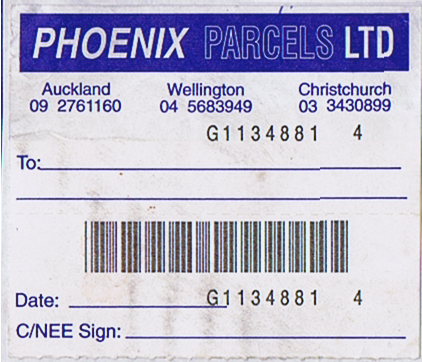 PHOENIX PARCELS LTD
Auckland Wellington Christchurch
09 2761160 04 5683949 03 3430899
G1134881 4
To:
Date: G1134881 4
C/NEE Sign: